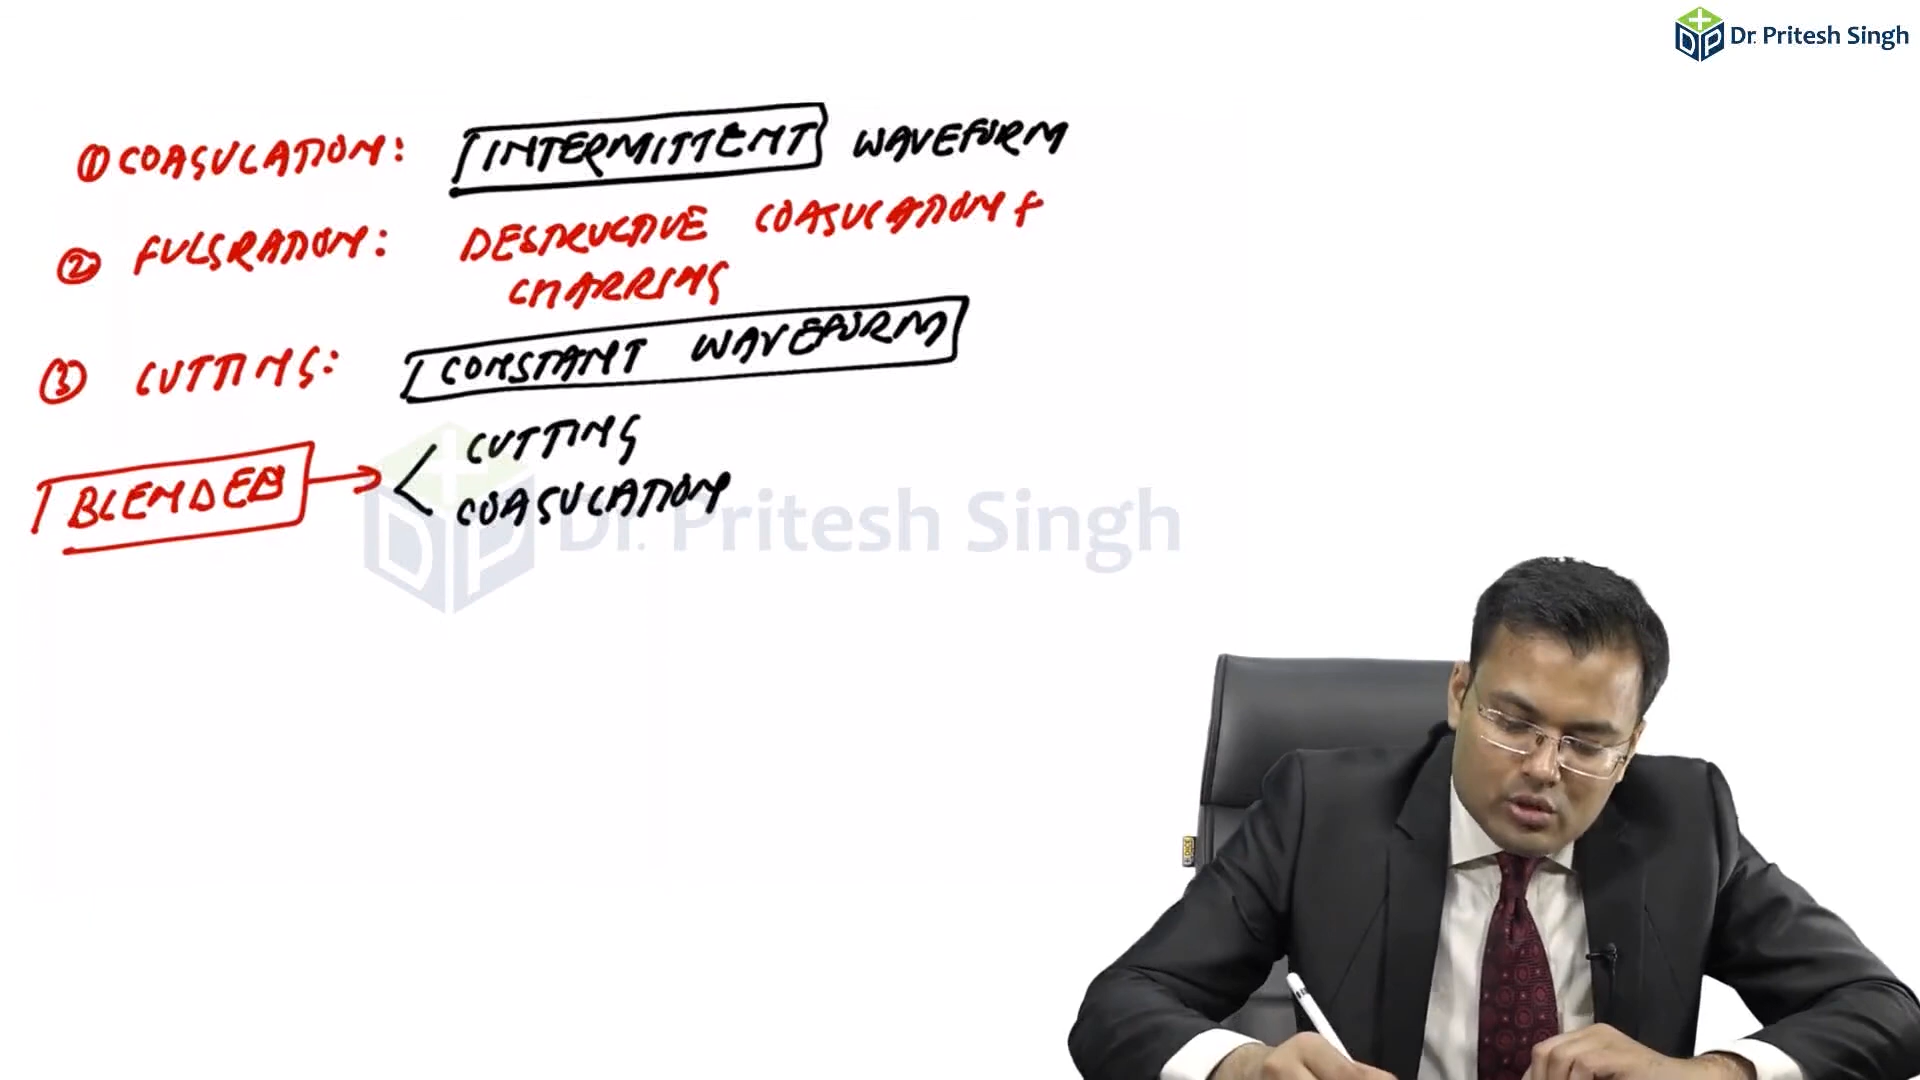 Dr. Pritesh Singh
① COAGULATION: INTERMITTENT WAVEFORM
② FULGRATION: DESTRUCTIVE COAGULATION +
CHARRING
③ CUTTING: CONSTANT WAVEFORM
CUTTING
BLENDED → COAGULATION
Dr. Pritesh Singh